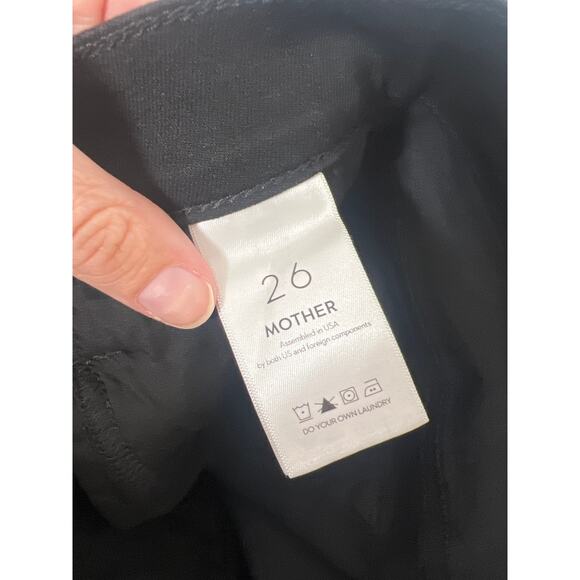 26
MOTHER
Assembled in USA
by both US and foreign components
DO YOUR OWN LAUNDRY